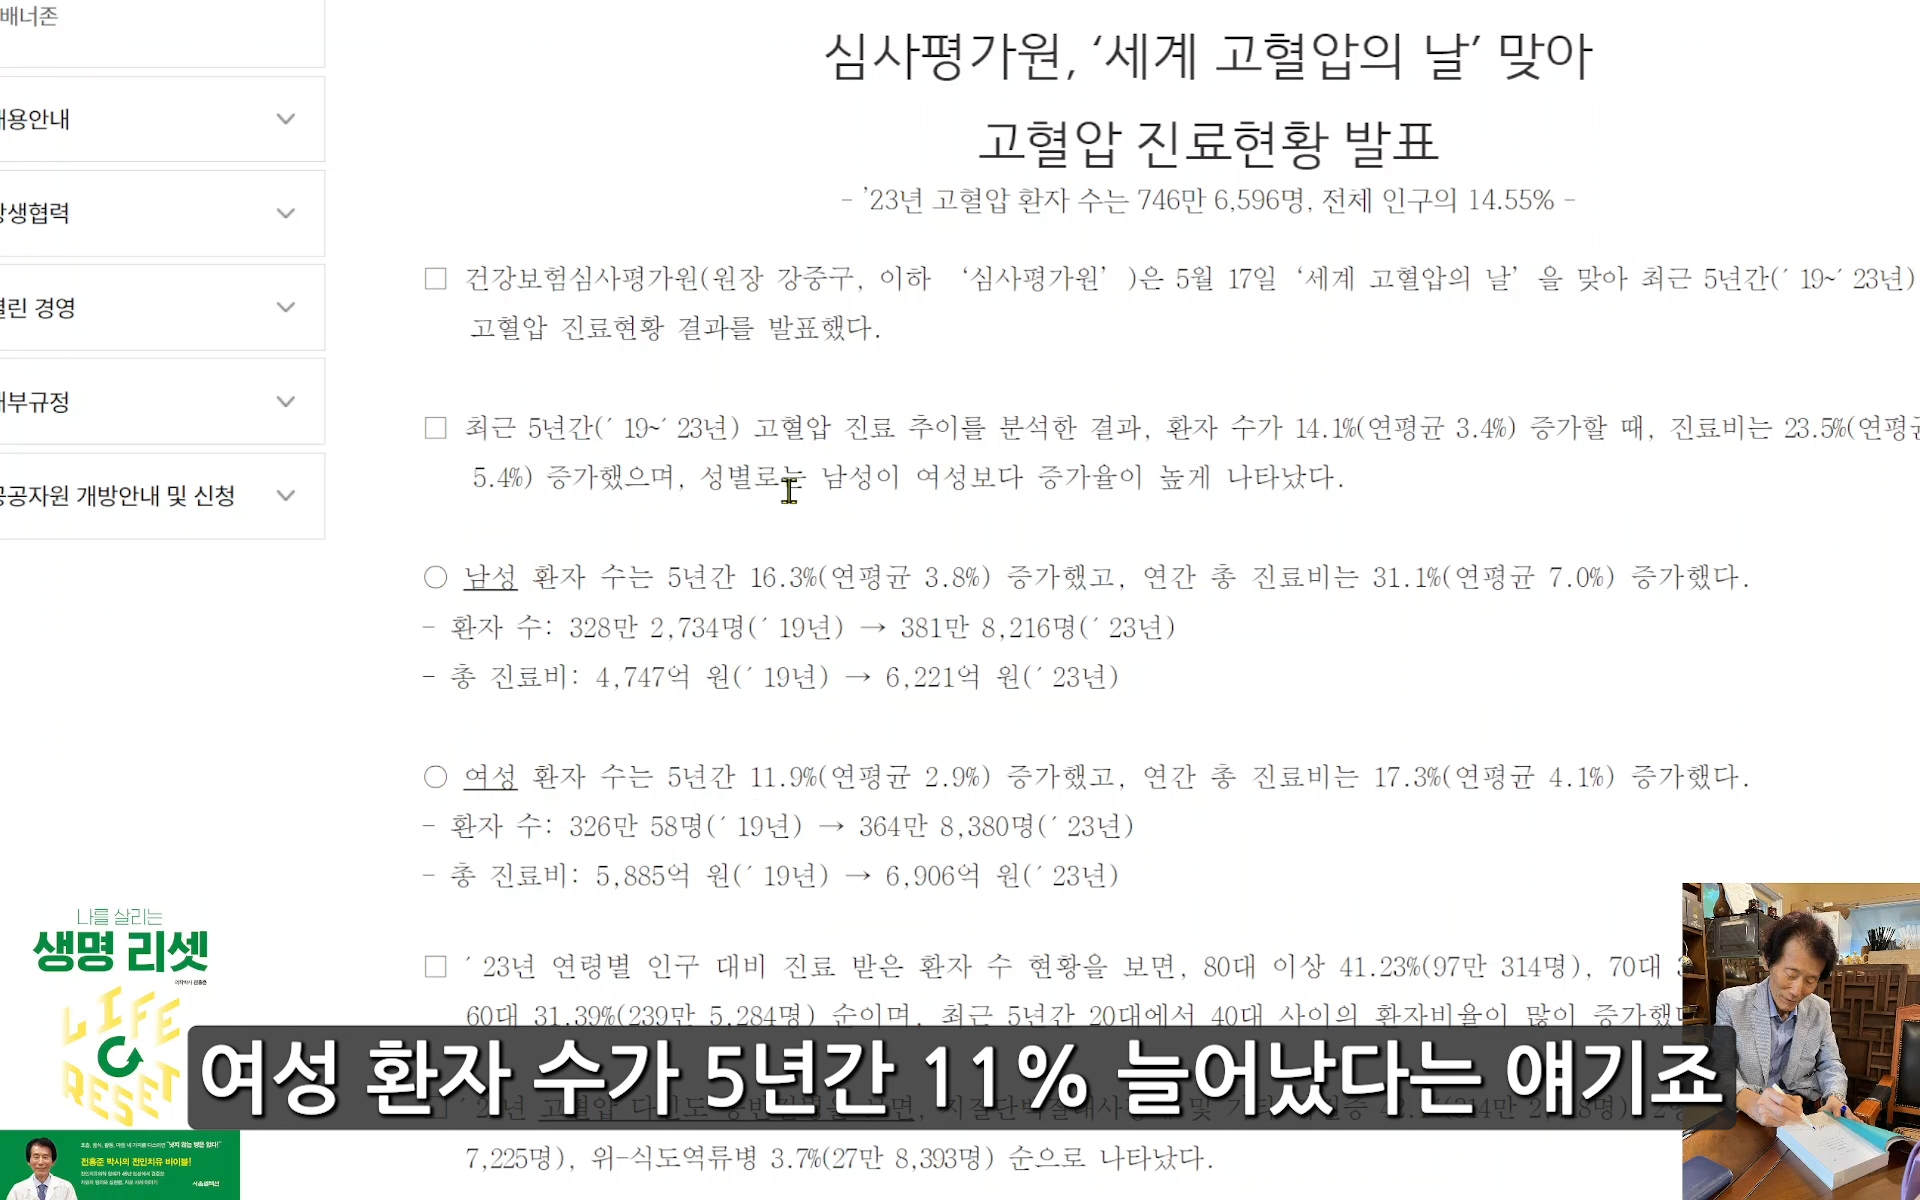 배너존
용안내
생협력
린 경영
부규정
공자원 개방안내 및 신청
심사평가원, ‘세계 고혈압의 날’ 맞아
고혈압 진료현황 발표
- ’23년 고혈압 환자 수는 746만 6,596명, 전체 인구의 14.55% -
□ 건강보험심사평가원(원장 강중구, 이하 ‘심사평가원’)은 5월 17일 ‘세계 고혈압의 날’을 맞아 최근 5년간(´19~´23년)
고혈압 진료현황 결과를 발표했다.
□ 최근 5년간(´19~´23년) 고혈압 진료 추이를 분석한 결과, 환자 수가 14.1%(연평균 3.4%) 증가할 때, 진료비는 23.5%(연평균
5.4%) 증가했으며, 성별로는 남성이 여성보다 증가율이 높게 나타났다.
○ 남성 환자 수는 5년간 16.3%(연평균 3.8%) 증가했고, 연간 총 진료비는 31.1%(연평균 7.0%) 증가했다.
- 환자 수: 328만 2,734명(´19년) → 381만 8,216명(´23년)
- 총 진료비: 4,747억 원(´19년) → 6,221억 원(´23년)
○ 여성 환자 수는 5년간 11.9%(연평균 2.9%) 증가했고, 연간 총 진료비는 17.3%(연평균 4.1%) 증가했다.
- 환자 수: 326만 58명(´19년) → 364만 8,380명(´23년)
- 총 진료비: 5,885억 원(´19년) → 6,906억 원(´23년)
□ ´23년 연령별 인구 대비 진료 받은 환자 수 현황을 보면, 80대 이상 41.23%(97만 314명), 70대
60대 31.39%(239만 5,284명) 순이며, 최근 5년간 20대에서 40대 사이의 환자비율이 많이
여성 환자 수가 5년간 11% 늘어났다는 얘기죠
7,225명), 위-식도역류병 3.7%(27만 8,393명) 순으로 나타났다.
나를 살리는
생명 리셋
LIFE
RESET
전홍준 박사의 전인치유 바이블!